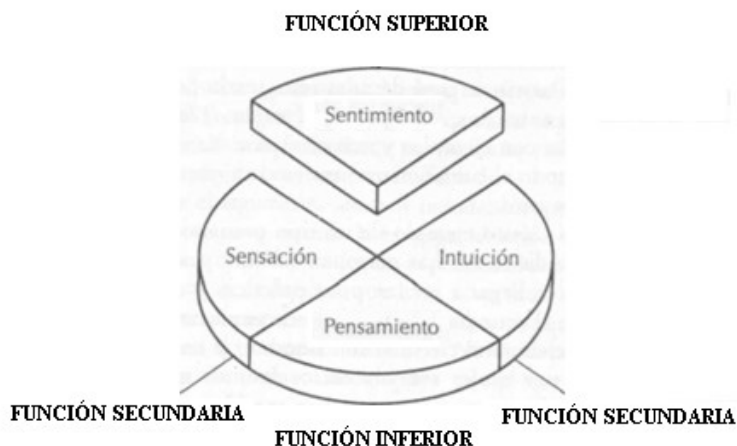 FUNCIÓN SUPERIOR
Sentimiento
Sensación
Intuición
Pensamiento
FUNCIÓN SECUNDARIA
FUNCIÓN SECUNDARIA
FUNCIÓN INFERIOR